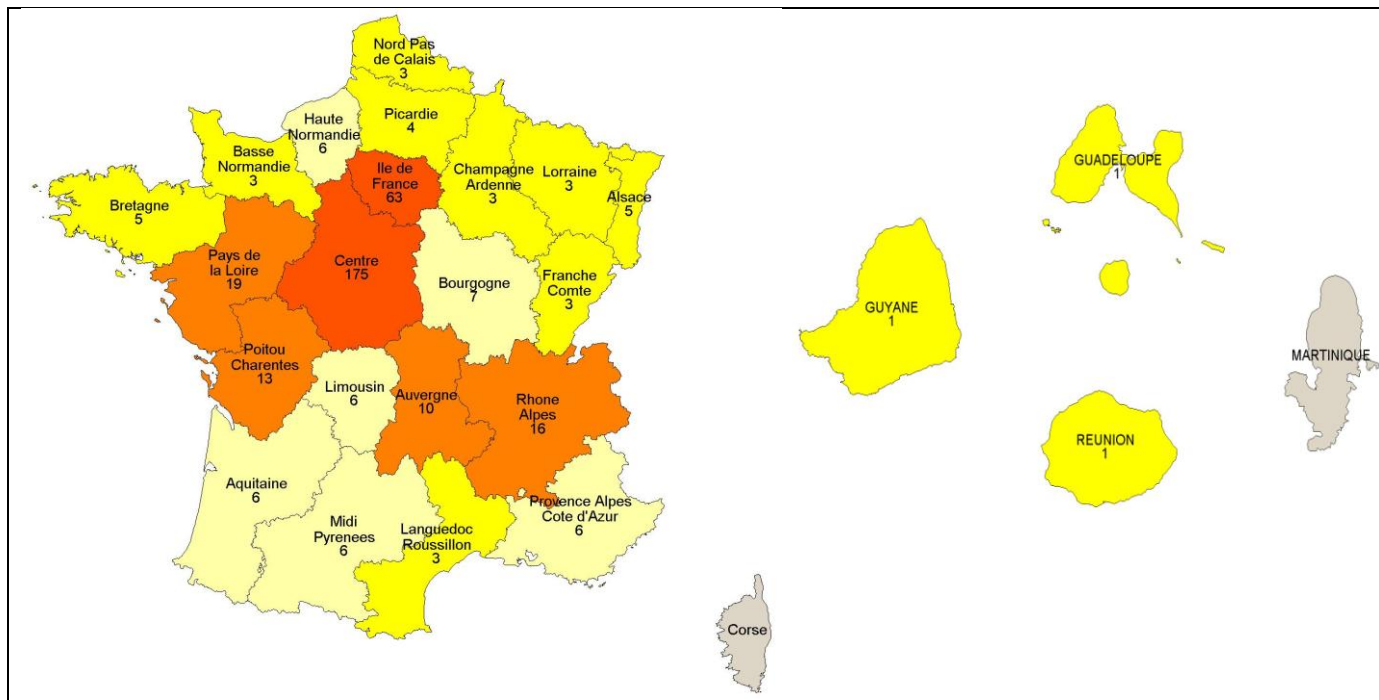 Nord Pas
de Calais
3
Picardie
4
Haute
Normandie
6
Basse
Normandie
3
Ile de
France
63
Champagne
Ardenne
3
Lorraine
3
Alsace
5
Bretagne
5
Pays de
la Loire
19
Centre
175
Bourgogne
7
Franche
Comte
3
Poitou
Charentes
13
Limousin
6
Auvergne
10
Rhone
Alpes
16
Aquitaine
6
Midi
Pyrenees
6
Languedoc
Roussillon
3
Provence Alpes
Cote d'Azur
6
Corse
GUADELOUPE
1
GUYANE
1
MARTINIQUE
REUNION
1